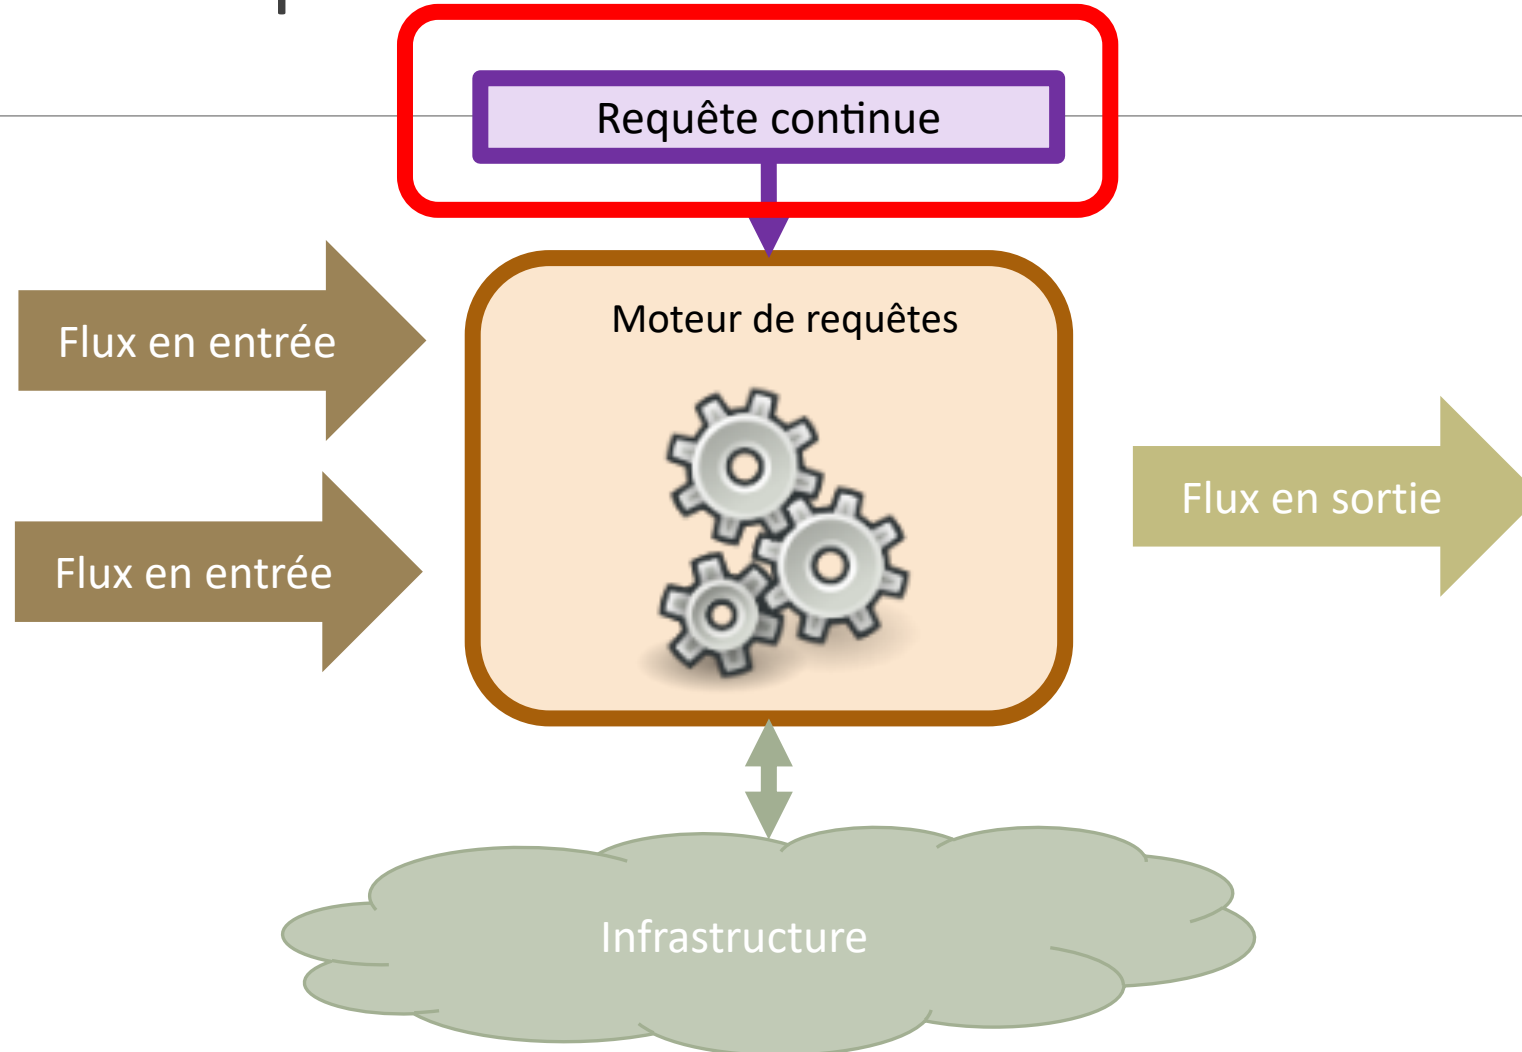 Requête continue
Moteur de requêtes
Flux en entrée
Flux en sortie
Flux en entrée
Infrastructure